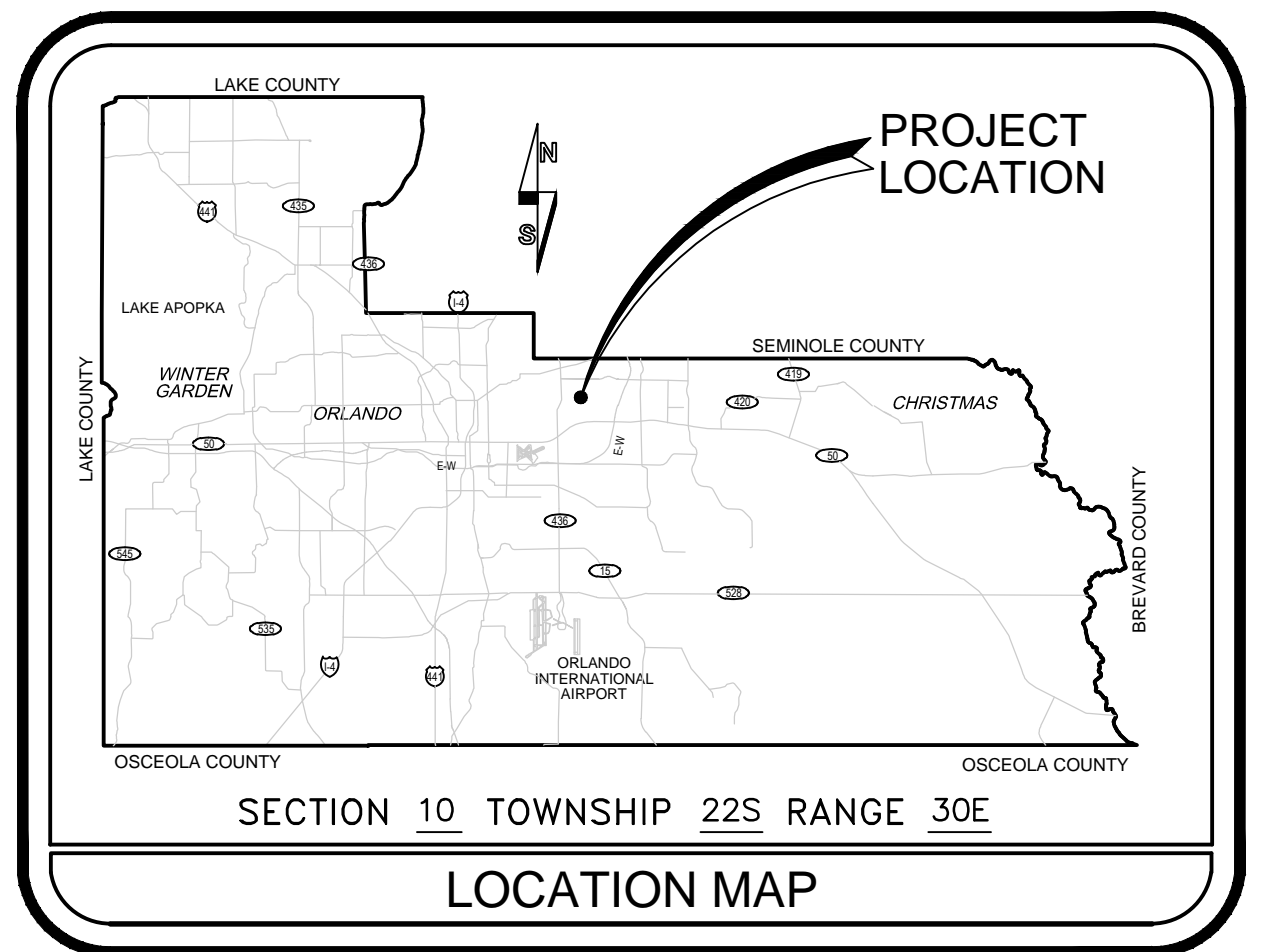 LAKE COUNTY
PROJECT
LOCATION
N
S
441
435
436
I-4
LAKE APOPKA
LAKE COUNTY
WINTER
GARDEN
ORLANDO
SEMINOLE COUNTY
419
420
CHRISTMAS
50
E-W
E-W
50
436
545
15
528
BREVARD COUNTY
535
I-4
441
ORLANDO
INTERNATIONAL
AIRPORT
OSCEOLA COUNTY
OSCEOLA COUNTY
SECTION 10 TOWNSHIP 22S RANGE 30E
LOCATION MAP